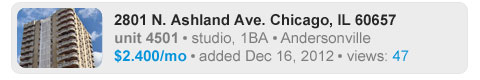 2801 N. Ashland Ave. Chicago, IL 60657
unit 4501 • studio, 1BA • Andersonville
$2.400/mo • added Dec 16, 2012 • views: 47